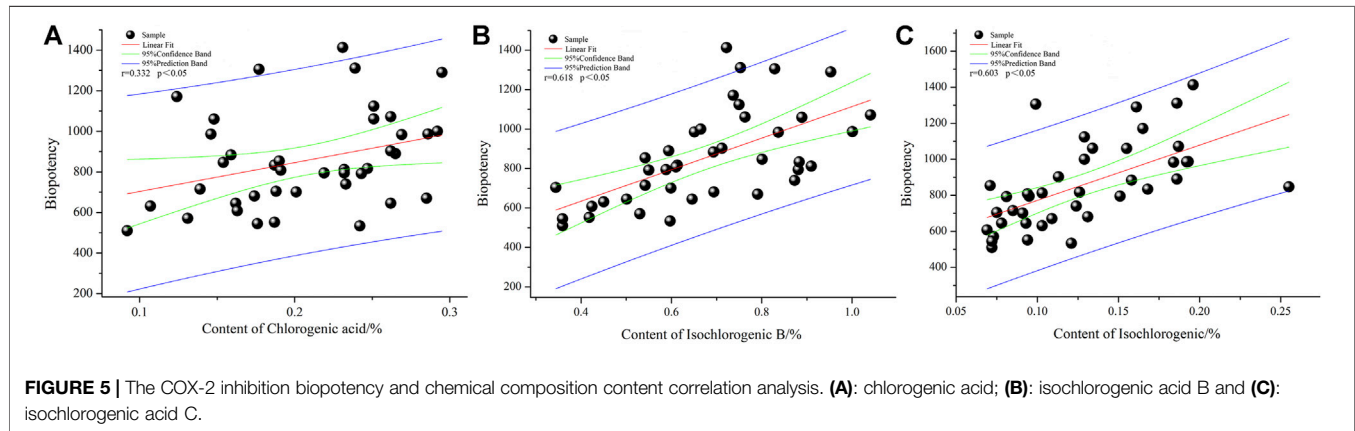 A
Sample
Linear Fit
95%Confidence Band
95%Prediction Band
r=0.332 p<0.05
Biopotency
1400
1200
1000
800
600
400
200
0.1 0.2 0.3
Content of Chlorogenic acid/%
B
Sample
Linear Fit
95%Confidence Band
95%Prediction Band
r=0.618 p<0.05
Biopotency
1400
1200
1000
800
600
400
200
0.4 0.6 0.8 1.0
Content of Isochlorogenic B/%
C
Sample
Linear Fit
95%Confidence Band
95%Prediction Band
r=0.603 p<0.05
Biopotency
1600
1400
1200
1000
800
600
400
0.05 0.10 0.15 0.20 0.25
Content of Isochlorogenic/%
FIGURE 5 | The COX-2 inhibition biopotency and chemical composition content correlation analysis. (A): chlorogenic acid; (B): isochlorogenic acid B and (C):
isochlorogenic acid C.